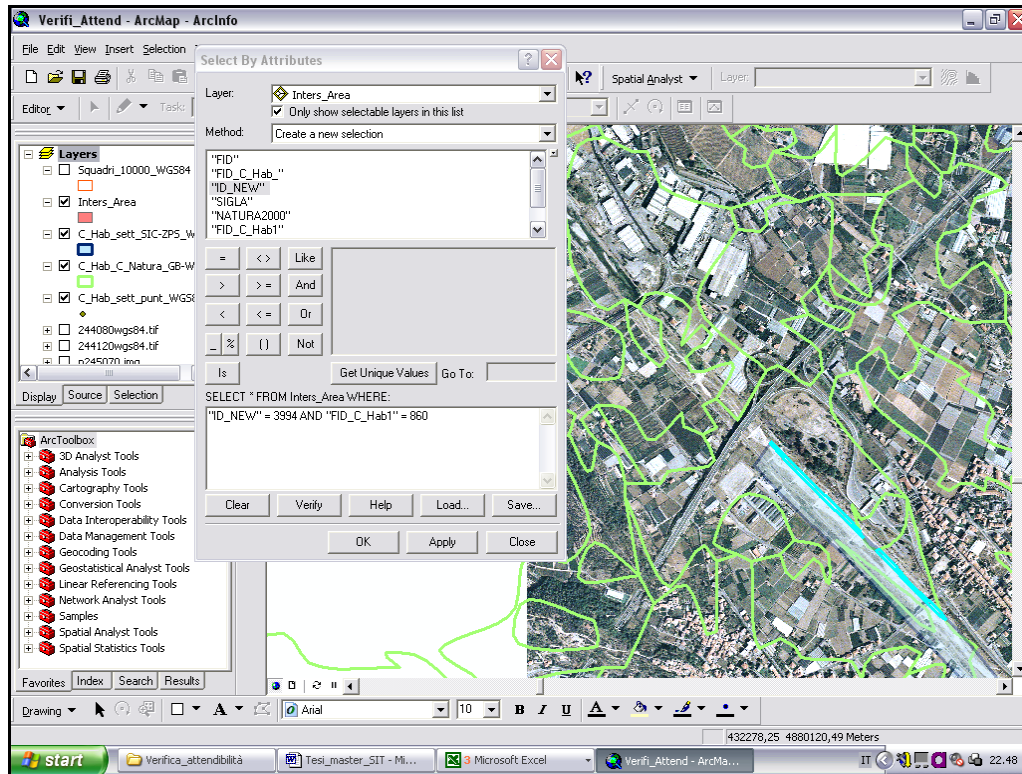 Verifi_Attend - ArcMap - ArcInfo
File Edit View Insert Selection
Spatial Analyst Layer:
Editor Task:
Select By Attributes
Layer: Inters_Area
Only show selectable layers in this list
Method: Create a new selection
"FID"
"FID_C_Hab_"
"ID_NEW"
"SIGLA"
"NATURA2000"
"FID_C_Hab1"
= < > Like
> > = And
< < = Or
_ % ( ) Not
Is Get Unique Values Go To:
SELECT * FROM Inters_Area WHERE:
"ID_NEW" = 3994 AND "FID_C_Hab1" = 860
Clear Verify Help Load... Save...
OK Apply Close
Layers
Squadri_10000_WGS84
Inters_Area
C_Hab_sett_SIC-ZPS_W
C_Hab_C_Natura_GB-W
C_Hab_sett_punt_WGS8
244080wgs84.tif
244120wgs84.tif
n245070.img
Display Source Selection
ArcToolbox
3D Analyst Tools
Analysis Tools
Cartography Tools
Conversion Tools
Data Interoperability Tools
Data Management Tools
Geocoding Tools
Geostatistical Analyst Tools
Linear Referencing Tools
Network Analyst Tools
Samples
Spatial Analyst Tools
Spatial Statistics Tools
Favorites Index Search Results
Drawing A Arial 10 B I U A
432278,25 4880120,49 Meters
start Verifica_attendibilità Tesi_master_SIT - Mi... 3 Microsoft Excel Verifi_Attend - ArcMa... IT 22.48